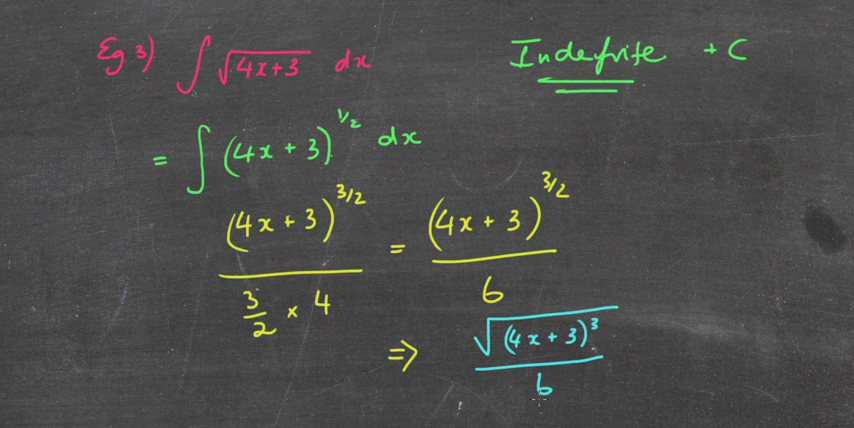 Eg 3) ∫ √(4x+3) dx
Indefinite + C
= ∫ (4x + 3)^1/2 dx
(4x + 3)^3/2 / (3/2 × 4) = (4x + 3)^3/2 / 6
⇒ √((4x + 3)^3) / 6